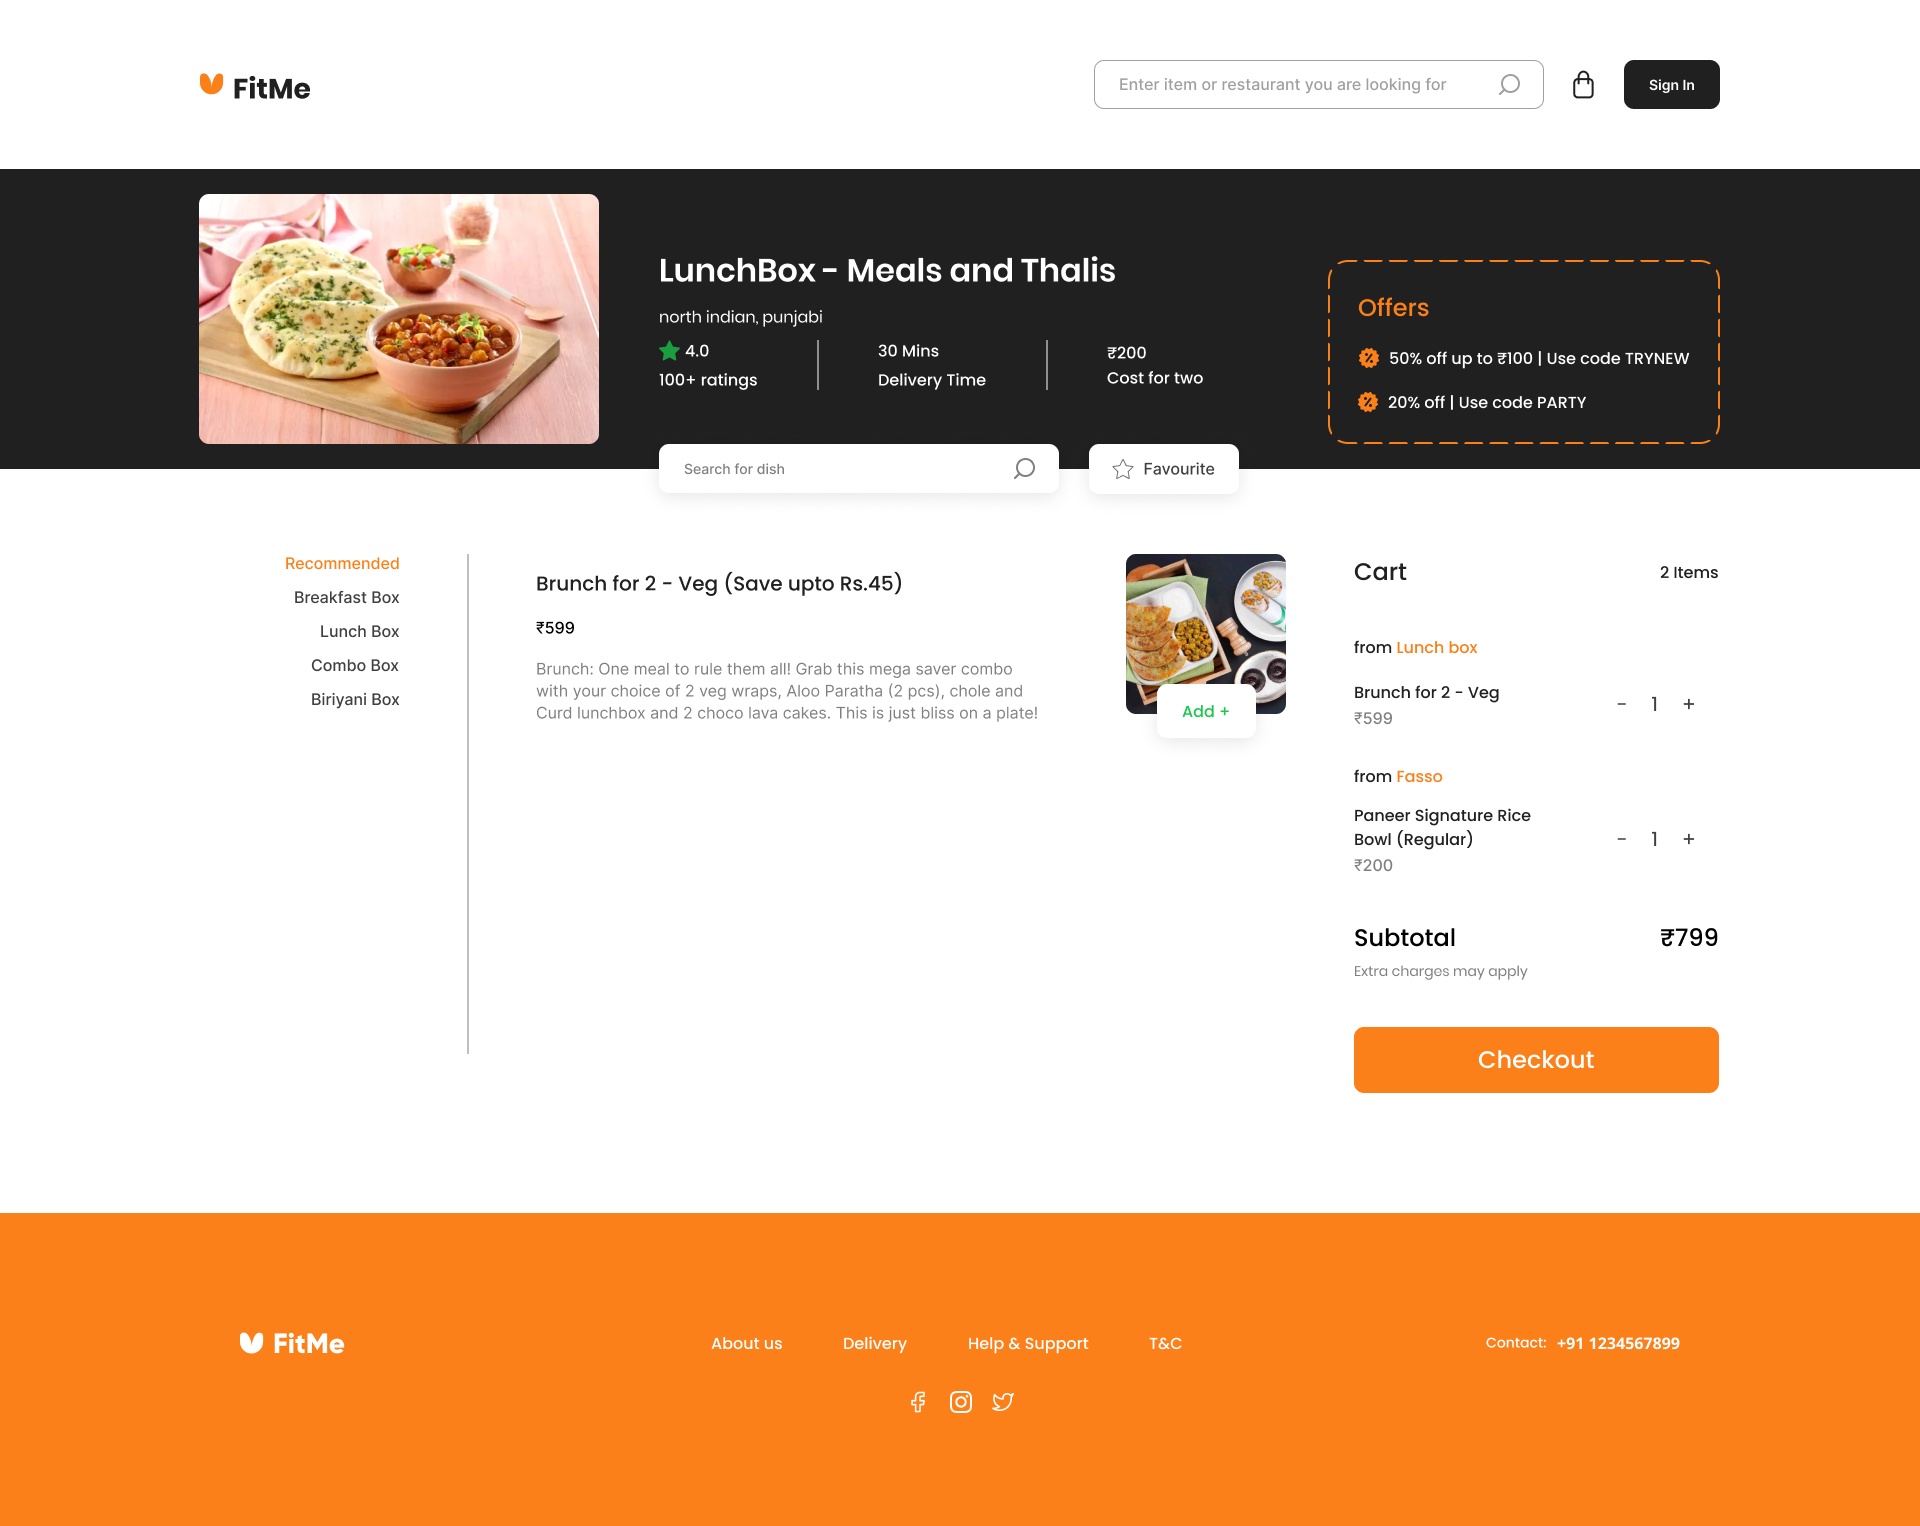 FitMe
Enter item or restaurant you are looking for
Sign In
LunchBox - Meals and Thalis
north indian, punjabi
4.0
100+ ratings
30 Mins
Delivery Time
₹200
Cost for two
Offers
50% off up to ₹100 | Use code TRYNEW
20% off | Use code PARTY
Search for dish
Favourite
Recommended
Breakfast Box
Lunch Box
Combo Box
Biriyani Box
Brunch for 2 - Veg (Save upto Rs.45)
₹599
Brunch: One meal to rule them all! Grab this mega saver combo
with your choice of 2 veg wraps, Aloo Paratha (2 pcs), chole and
Curd lunchbox and 2 choco lava cakes. This is just bliss on a plate!
Add +
Cart
2 Items
from Lunch box
Brunch for 2 - Veg
₹599
- 1 +
from Fasso
Paneer Signature Rice
Bowl (Regular)
₹200
- 1 +
Subtotal
₹799
Extra charges may apply
Checkout
FitMe
About us
Delivery
Help & Support
T&C
Contact: +91 1234567899